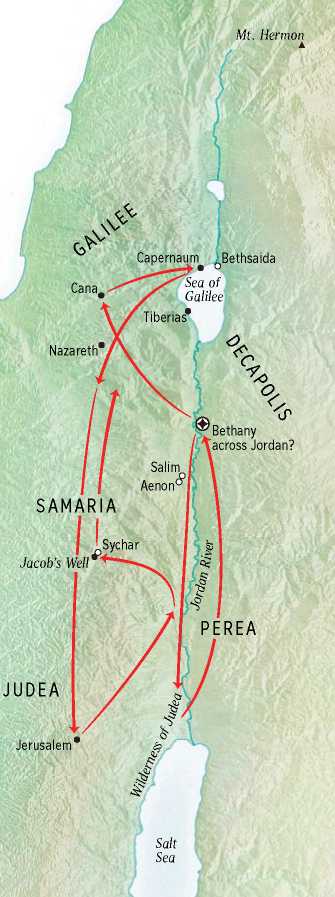 Mt. Hermon
GALILEE
Capernaum
Bethsaida
Sea of
Galilee
Cana
Tiberias
Nazareth
DECAPOLIS
Bethany
across Jordan?
Salim
Aenon
SAMARIA
Sychar
Jacob's Well
Jordan River
PEREA
JUDEA
Wilderness of Judea
Jerusalem
Salt
Sea